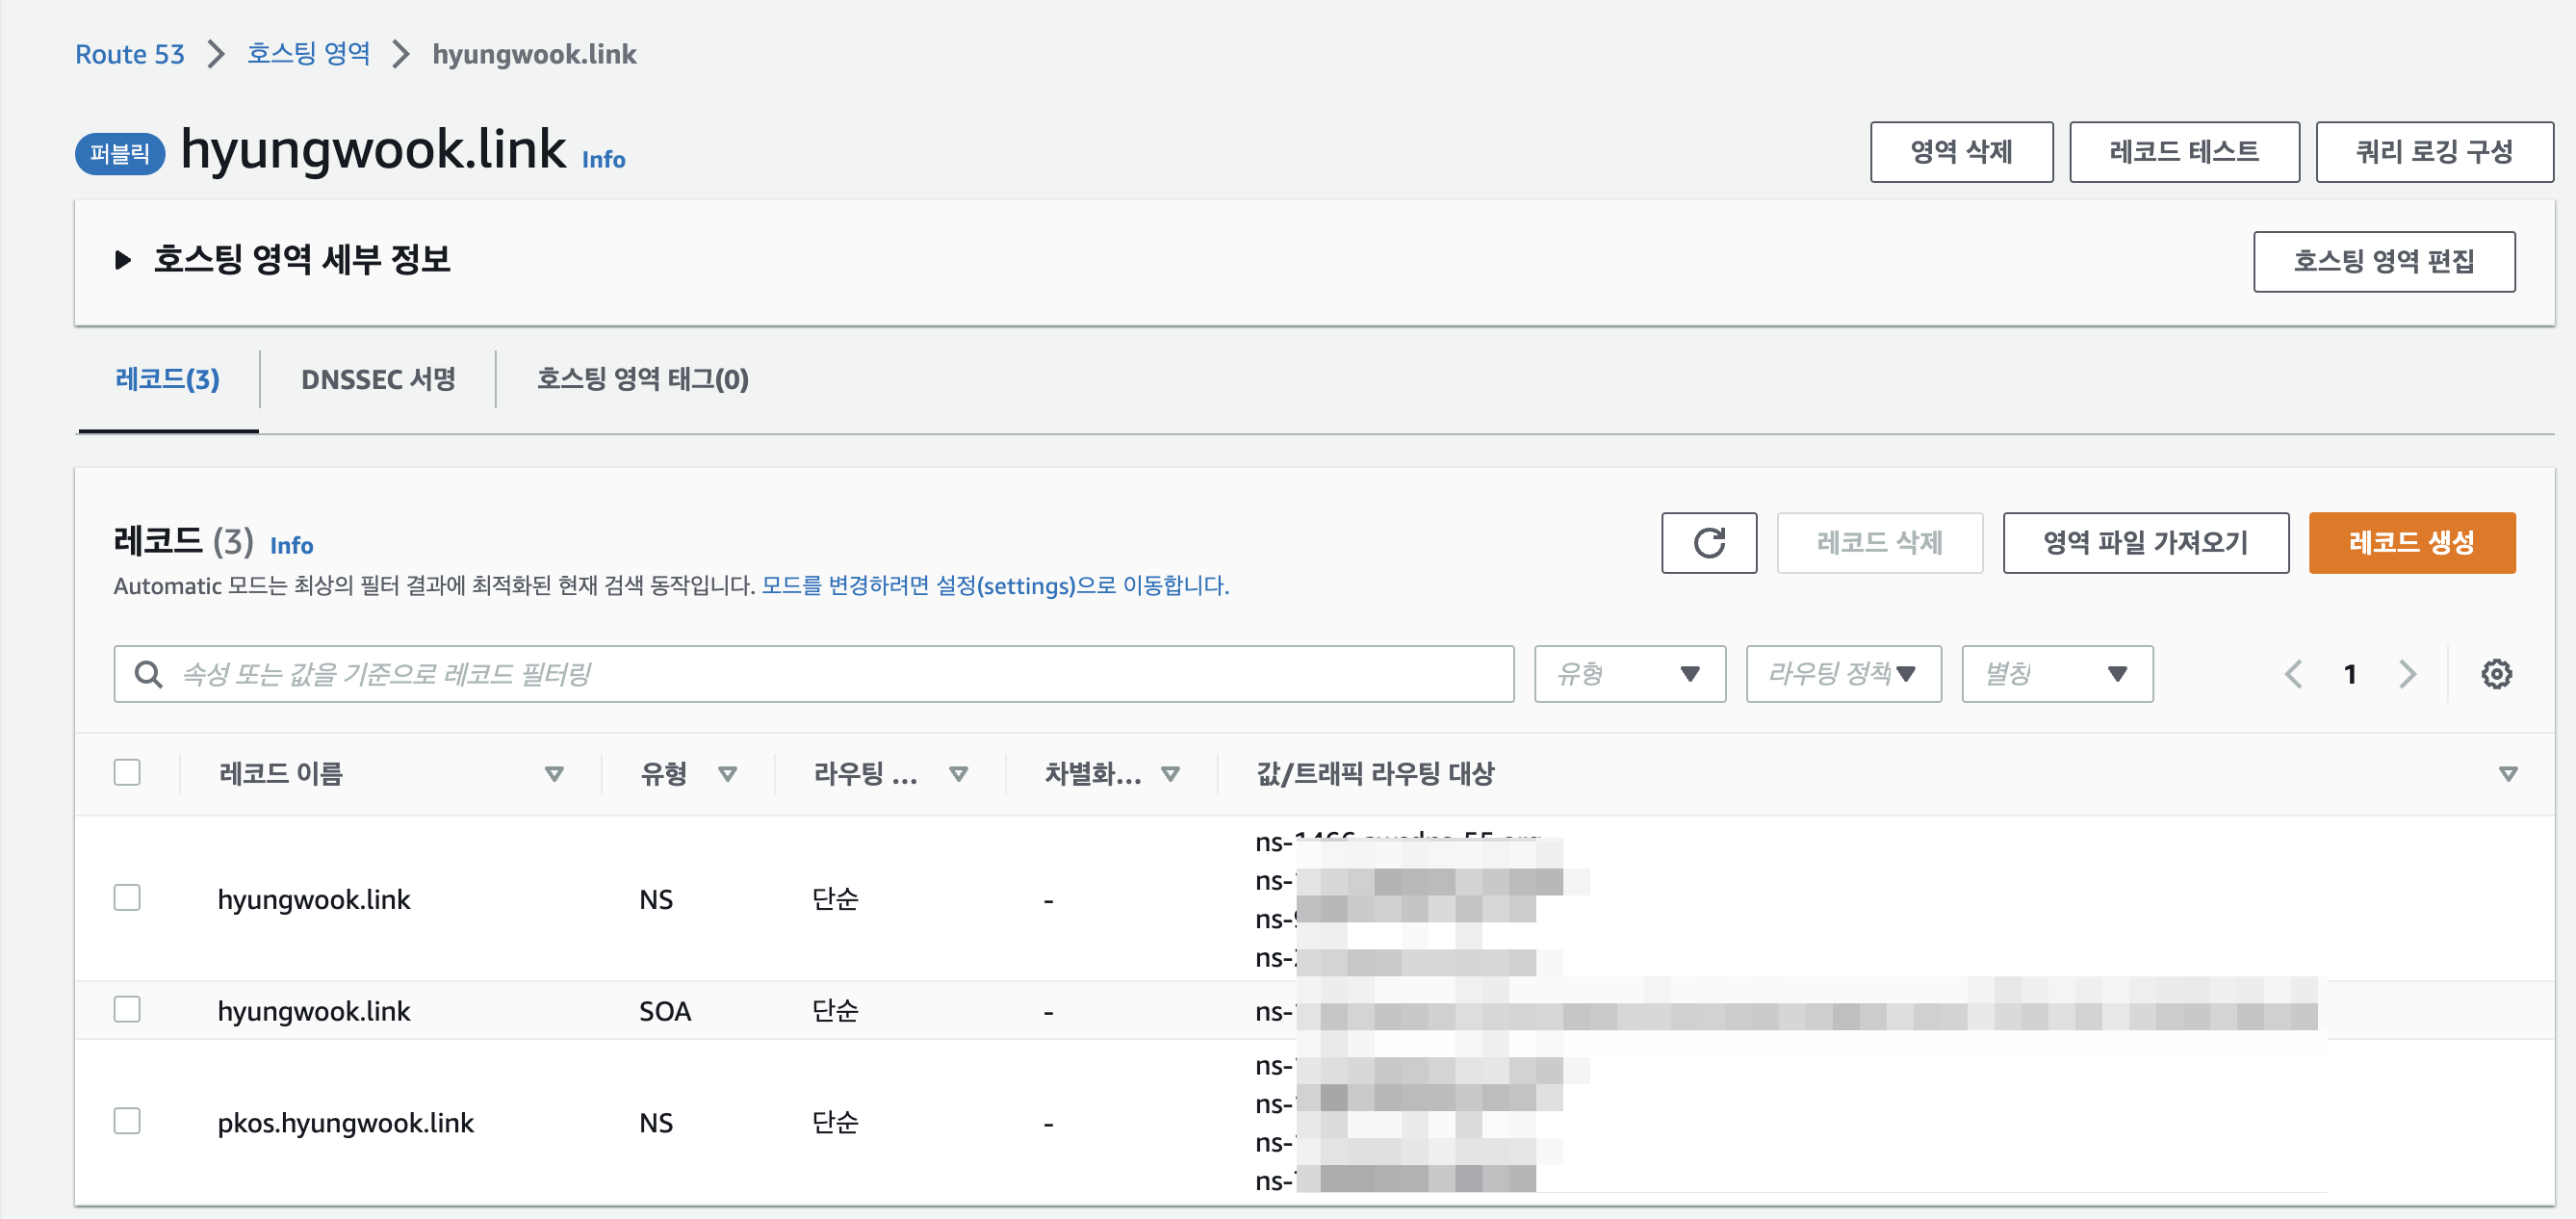 Route 53 > 호스팅 영역 > hyungwook.link
퍼블릭 hyungwook.link Info
영역 삭제 레코드 테스트 쿼리 로깅 구성
호스팅 영역 세부 정보 호스팅 영역 편집
레코드(3) DNSSEC 서명 호스팅 영역 태그(0)
레코드 (3) Info
레코드 삭제 영역 파일 가져오기 레코드 생성
Automatic 모드는 최상의 필터 결과에 최적화된 현재 검색 동작입니다. 모드를 변경하려면 설정(settings)으로 이동합니다.
속성 또는 값을 기준으로 레코드 필터링 유형 라우팅 정책 별칭 1
레코드 이름 유형 라우팅 ... 차별화... 값/트래픽 라우팅 대상
hyungwook.link NS 단순 -
ns-
ns-
ns-
ns-
hyungwook.link SOA 단순 - ns-
pkos.hyungwook.link NS 단순 -
ns-
ns-
ns-
ns-